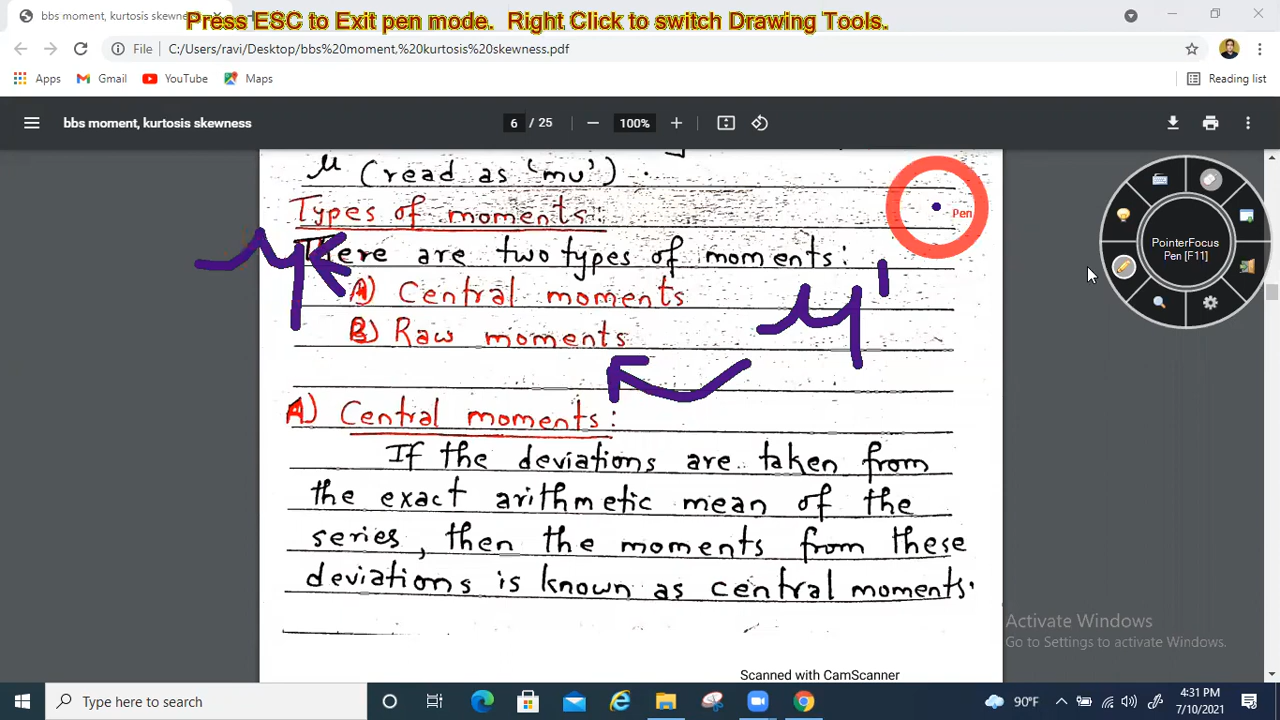 bbs moment, kurtosis skewnes
Press ESC to Exit pen mode. Right Click to switch Drawing Tools.
File C:/Users/ravi/Desktop/bbs%20moment,%20kurtosis%20skewness.pdf
Apps Gmail YouTube Maps Reading list
bbs moment, kurtosis skewness 6 / 25 100%
μ (read as 'mu') .
Types of moments:
There are two types of moments:
A) Central moments
B) Raw moments
μ
μ'
Pen
PointerFocus
Pen [F11]
A) Central moments:
If the deviations are taken from
the exact arithmetic mean of the
series, then the moments from these
deviations is known as central moments.
Activate Windows
Go to Settings to activate Windows.
Scanned with CamScanner
Type here to search
90°F
4:31 PM
7/10/2021